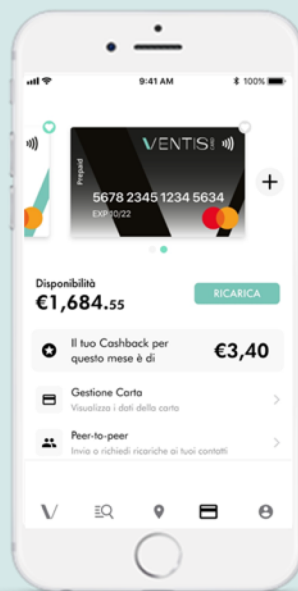 9:41 AM
100%
VENTIS CARD
Prepaid
5678 2345 1234 5634
EXP 10/22
Disponibilità
€1,684.55
RICARICA
Il tuo Cashback per
questo mese è di
€3,40
Gestione Carta
Visualizza i dati della carta
Peer-to-peer
Invia o richiedi ricariche ai tuoi contatti
V